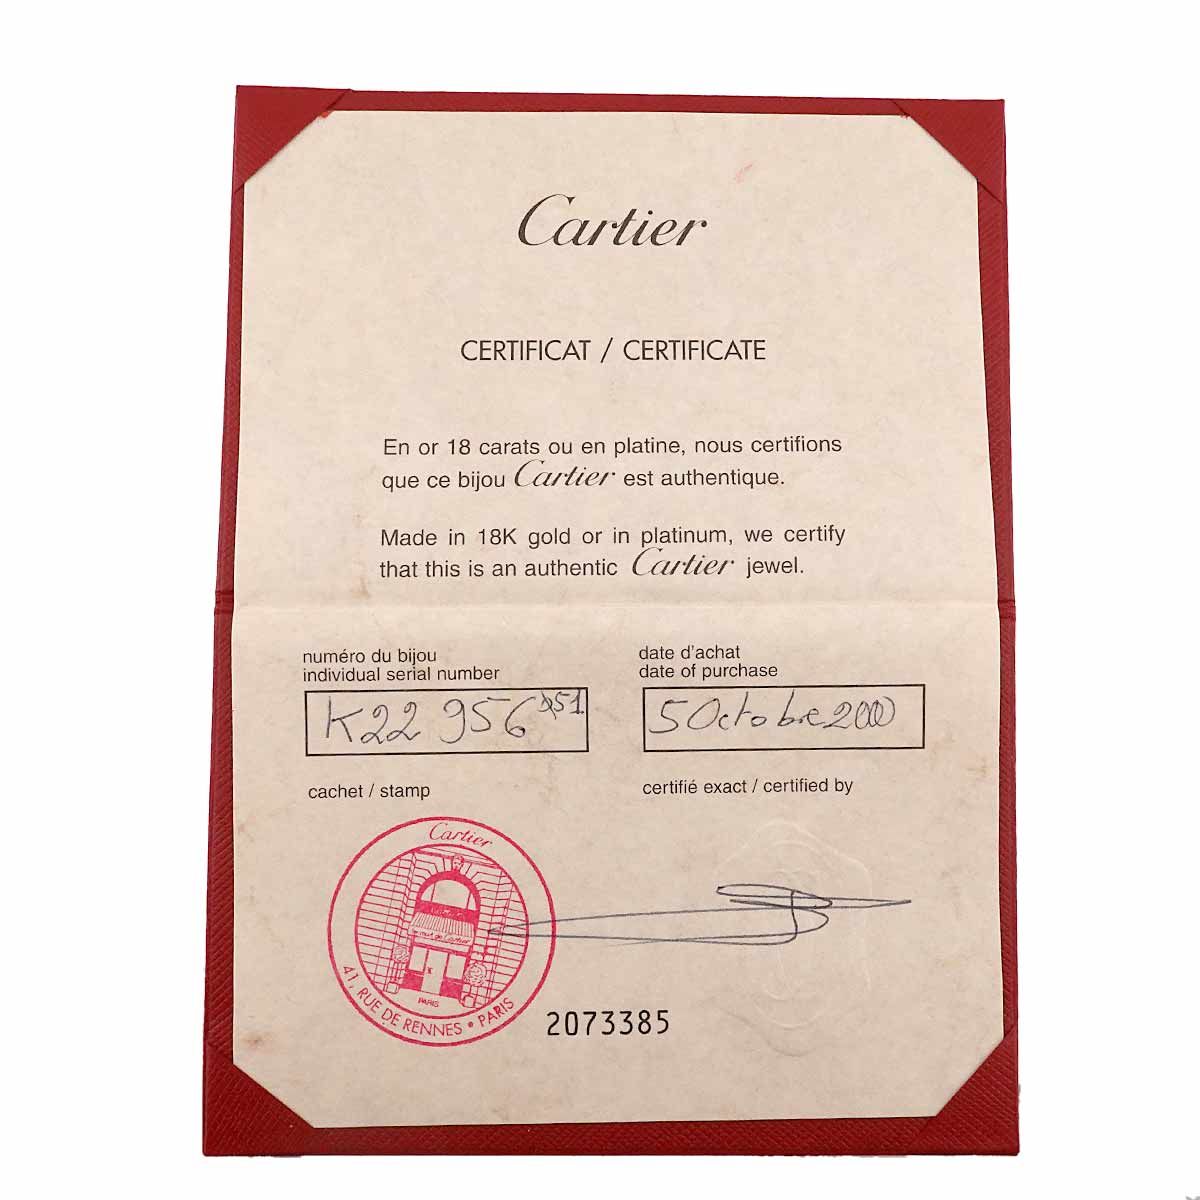 Cartier
CERTIFICAT / CERTIFICATE
En or 18 carats ou en platine, nous certifions
que ce bijou Cartier est authentique.
Made in 18K gold or in platinum, we certify
that this is an authentic Cartier jewel.
numéro du bijou
individual serial number
K22 956
date d'achat
date of purchase
5 Octobre 2000
cachet / stamp
certifié exact / certified by
Cartier
must de Cartier
PARIS
41, RUE DE RENNES • PARIS
2073385